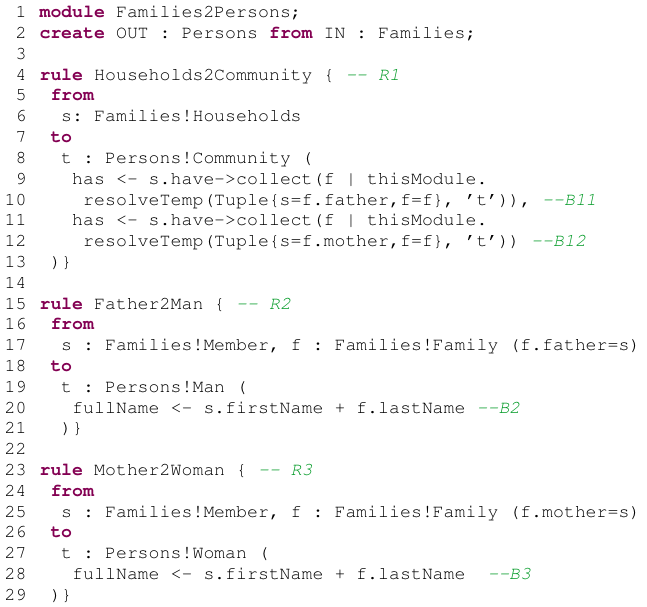 1 module Families2Persons;
2 create OUT : Persons from IN : Families;
3
4 rule Households2Community { -- R1
5 from
6 s: Families!Households
7 to
8 t : Persons!Community (
9 has <- s.have->collect(f | thisModule.
10 resolveTemp(Tuple{s=f.father,f=f}, ’t’)), --B11
11 has <- s.have->collect(f | thisModule.
12 resolveTemp(Tuple{s=f.mother,f=f}, ’t’)) --B12
13 )}
14
15 rule Father2Man { -- R2
16 from
17 s : Families!Member, f : Families!Family (f.father=s)
18 to
19 t : Persons!Man (
20 fullName <- s.firstName + f.lastName --B2
21 )}
22
23 rule Mother2Woman { -- R3
24 from
25 s : Families!Member, f : Families!Family (f.mother=s)
26 to
27 t : Persons!Woman (
28 fullName <- s.firstName + f.lastName --B3
29 )}